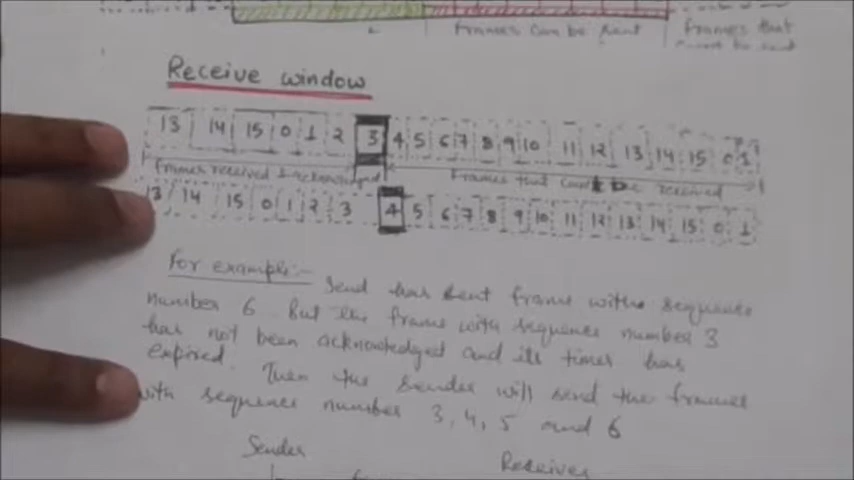 frames can be sent
frames that
cannot be sent
Receive window
13 14 15 0 1 2 3 4 5 6 7 8 9 10 11 12 13 14 15 0 1
frames received & acknowledged
frames that can't be received
13 14 15 0 1 2 3 4 5 6 7 8 9 10 11 12 13 14 15 0 1
For example:-
Send has sent frame withe sequence
number 6. But the frame with sequence number 3
has not been acknowledged and its times has
expired. Then the sender will send the frames
with sequence number 3, 4, 5 and 6
Sender
Receiver